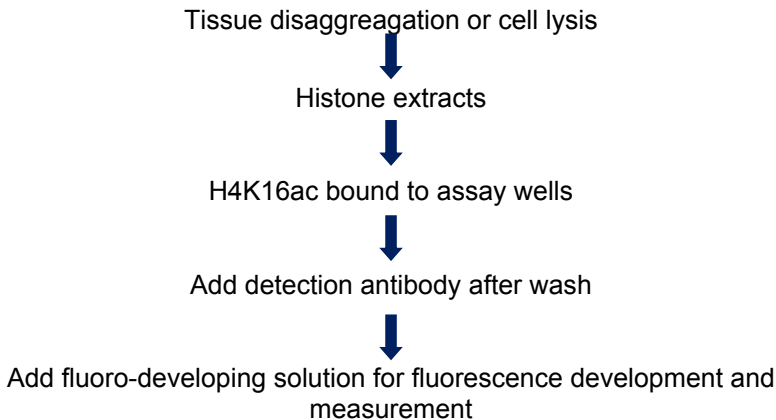 Tissue disaggreagation or cell lysis
Histone extracts
H4K16ac bound to assay wells
Add detection antibody after wash
Add fluoro-developing solution for fluorescence development and
measurement